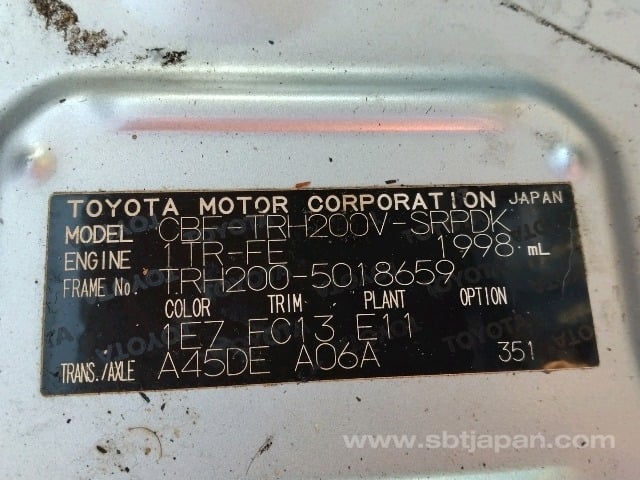 TOYOTA MOTOR CORPORATION JAPAN
MODEL CBF-TRH200V-SRPDK
ENGINE 1TR-FE 1998 mL
FRAME No. TRH200-5018659
COLOR TRIM PLANT OPTION
1E7 FC13 E11
TRANS./AXLE A45DE A06A 351
www.sbtjapan.com